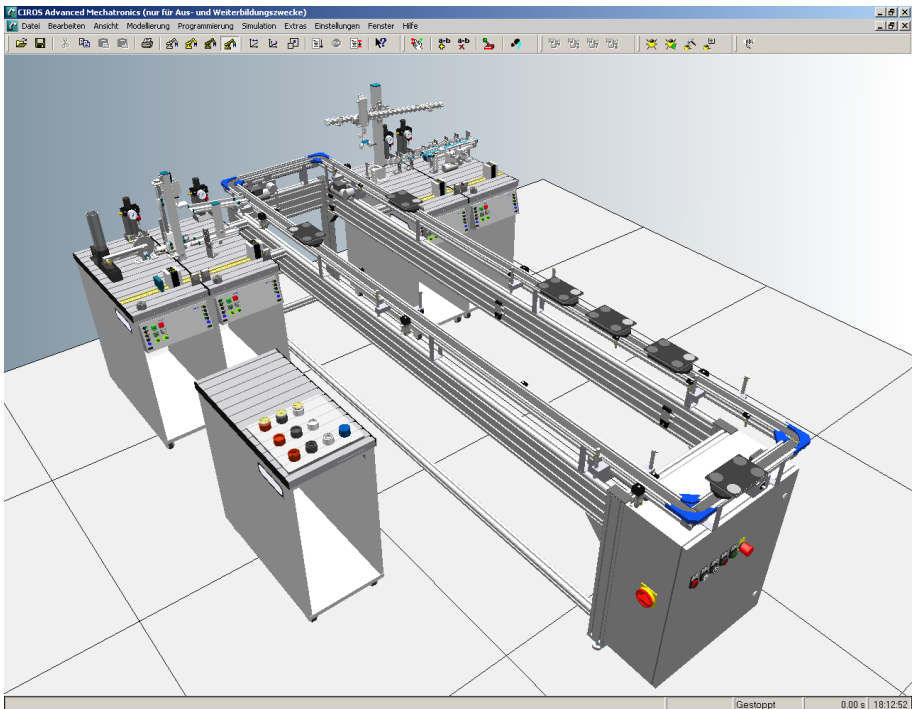 CIROS Advanced Mechatronics (nur für Aus- und Weiterbildungszwecke)
Datei Bearbeiten Ansicht Modellierung Programmierung Simulation Extras Einstellungen Fenster Hilfe
a-b a-b
Gestoppt 0.00 s 18:12:52